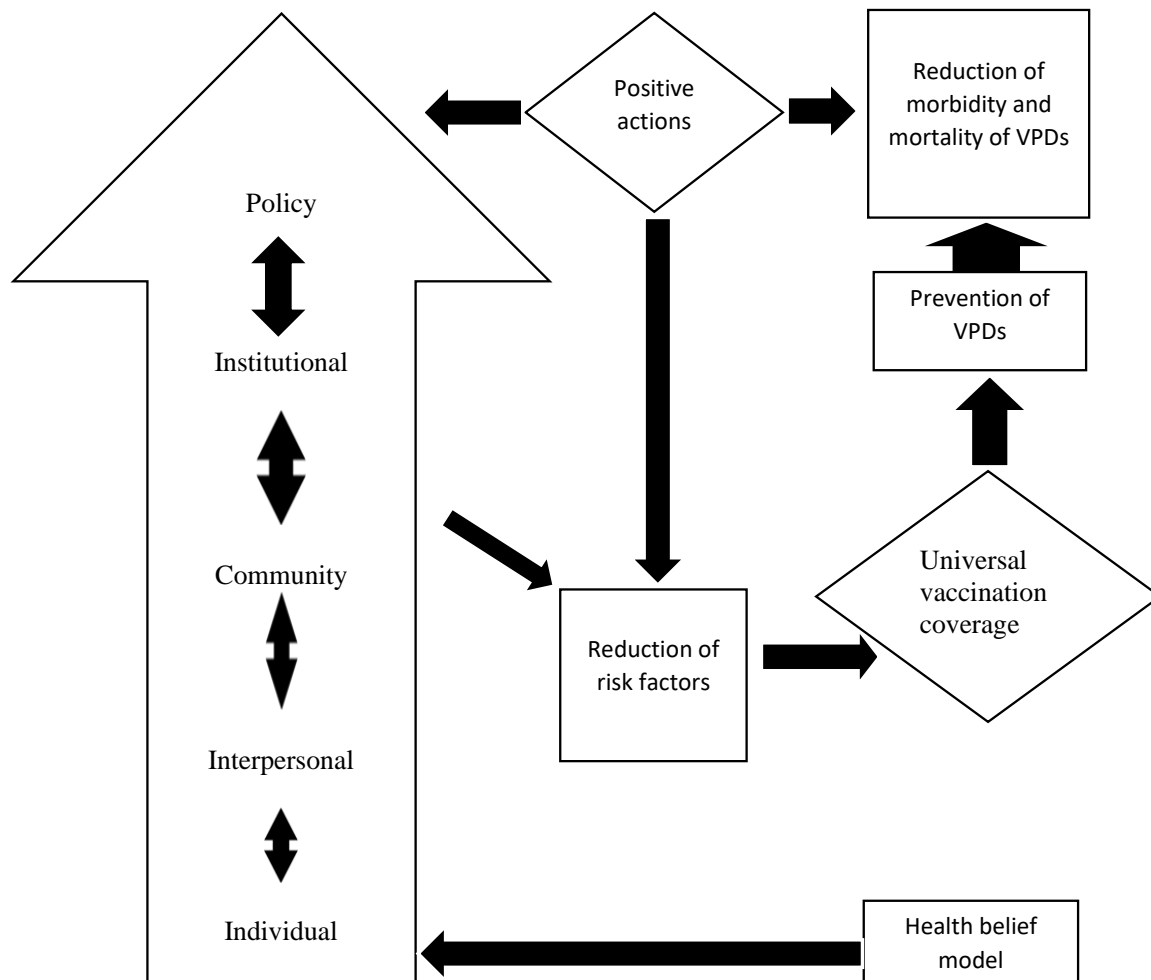 Positive
actions
Reduction of
morbidity and
mortality of VPDs
Policy
Prevention of
VPDs
Institutional
Community
Universal
vaccination
coverage
Reduction of
risk factors
Interpersonal
Individual
Health belief
model